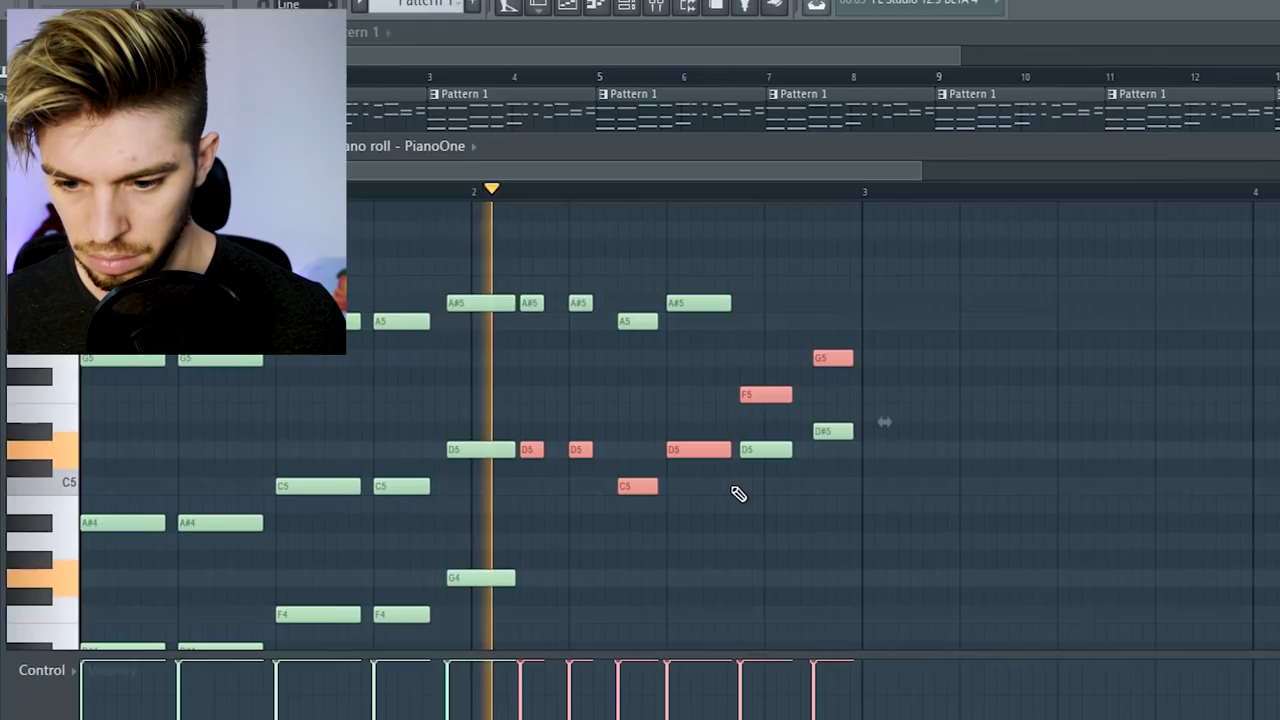 Line
Pattern 1
3 4 5 6 7 8 9 10 11 12
Pattern 1 Pattern 1 Pattern 1 Pattern 1 Pattern 1
ano roll - PianoOne
2 3 4
A#5 A#5 A#5 A#5
A5 A5
G5 G5 G5
F5
D#5
D5 D5 D5 D5 D5
C5 C5 C5 C5
A#4 A#4
G4
F4 F4
Control Velocity